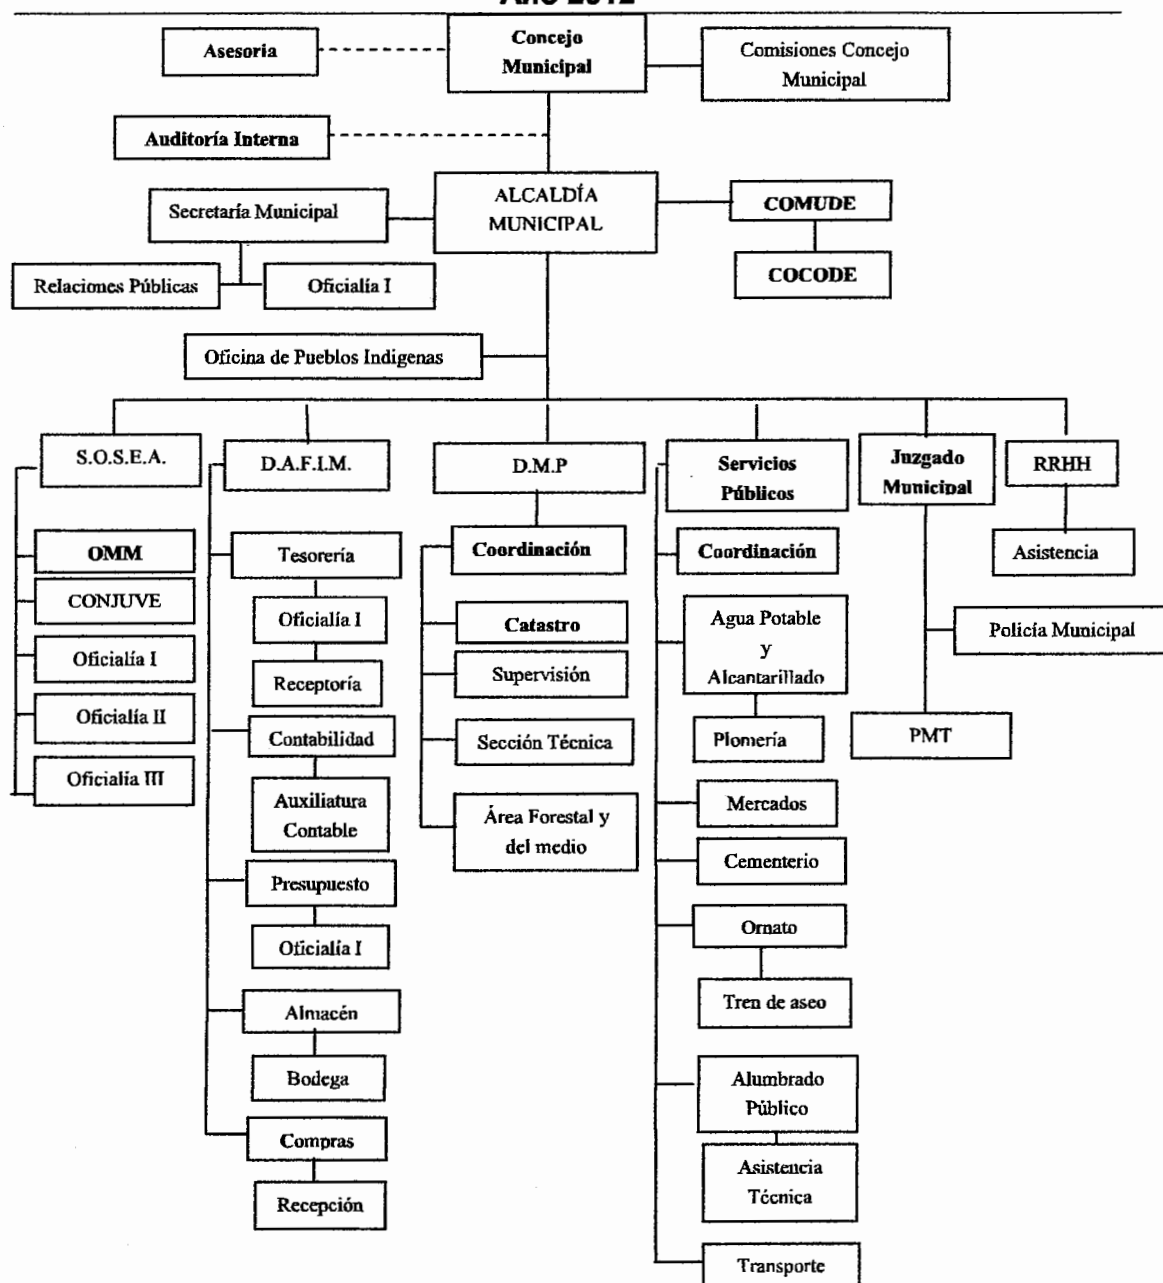 Año 2012
Asesoria
Concejo
Municipal
Comisiones Concejo
Municipal
Auditoría Interna
ALCALDÍA
MUNICIPAL
Secretaría Municipal
COMUDE
COCODE
Relaciones Públicas
Oficialía I
Oficina de Pueblos Indigenas
S.O.S.E.A.
OMM
CONJUVE
Oficialía I
Oficialía II
Oficialía III
D.A.F.I.M.
Tesorería
Oficialía I
Receptoría
Contabilidad
Auxiliatura
Contable
Presupuesto
Oficialía I
Almacén
Bodega
Compras
Recepción
D.M.P
Coordinación
Catastro
Supervisión
Sección Técnica
Área Forestal y
del medio
Servicios
Públicos
Coordinación
Agua Potable
y
Alcantarillado
Plomería
Mercados
Cementerio
Ornato
Tren de aseo
Alumbrado
Público
Asistencia
Técnica
Transporte
Juzgado
Municipal
Policía Municipal
PMT
RRHH
Asistencia